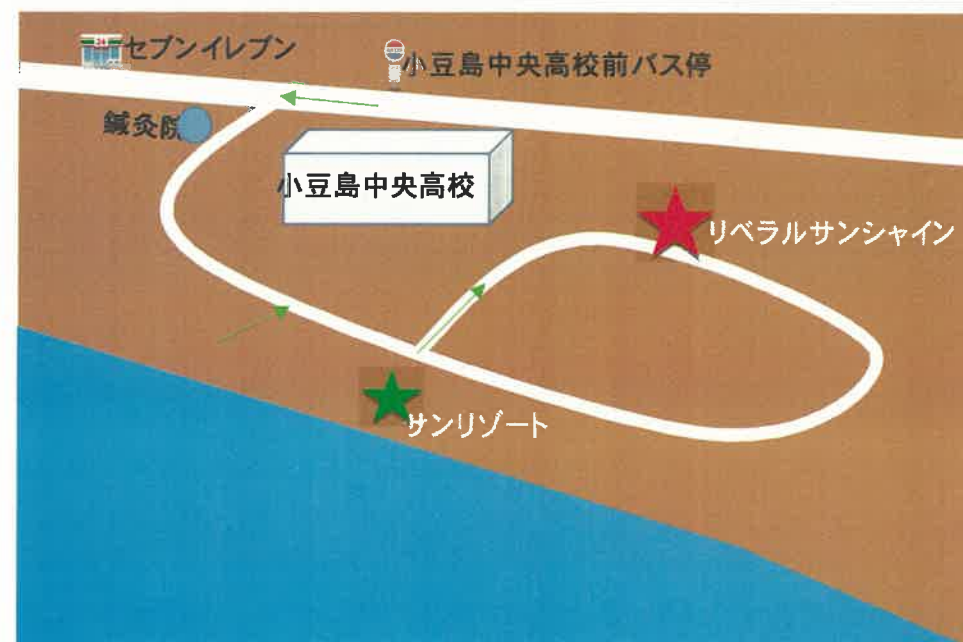 セブンイレブン
小豆島中央高校前バス停
鍼灸院
小豆島中央高校
リベラルサンシャイン
サンリゾート